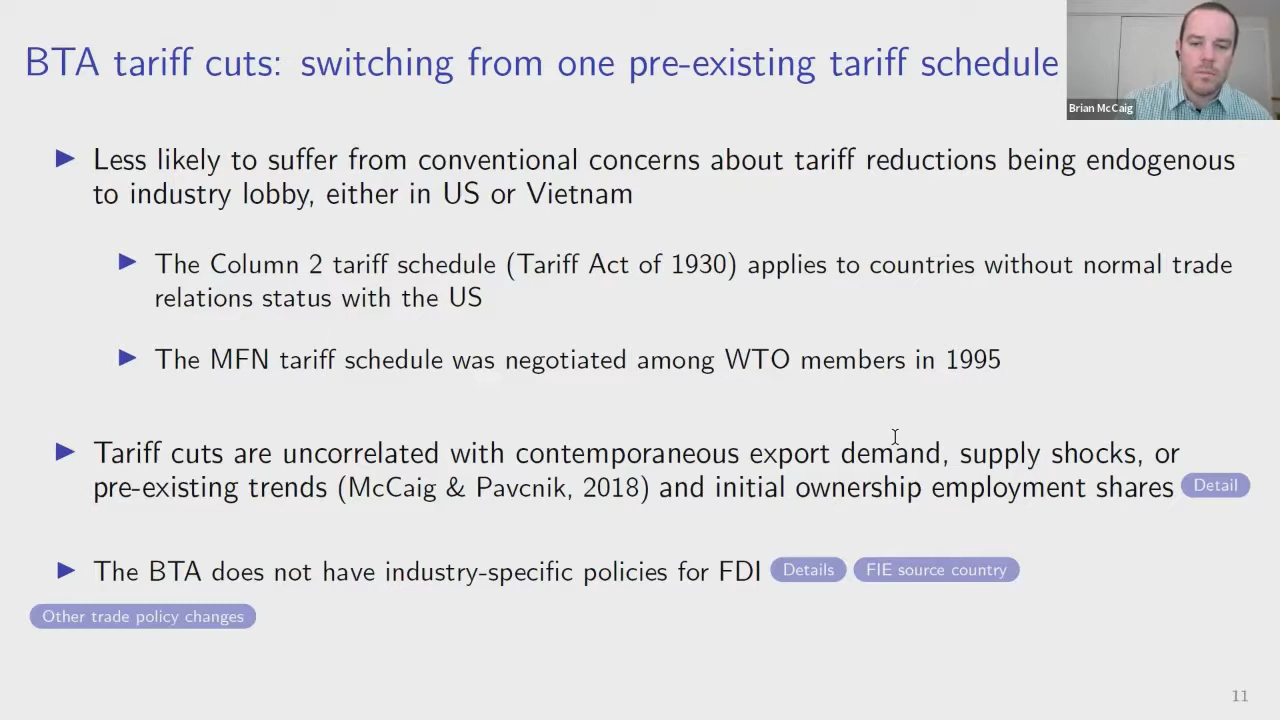 BTA tariff cuts: switching from one pre-existing tariff schedule
Brian McCaig
Less likely to suffer from conventional concerns about tariff reductions being endogenous
to industry lobby, either in US or Vietnam
The Column 2 tariff schedule (Tariff Act of 1930) applies to countries without normal trade
relations status with the US
The MFN tariff schedule was negotiated among WTO members in 1995
Tariff cuts are uncorrelated with contemporaneous export demand, supply shocks, or
pre-existing trends (McCaig & Pavcnik, 2018) and initial ownership employment shares Detail
The BTA does not have industry-specific policies for FDI Details FIE source country
Other trade policy changes
11